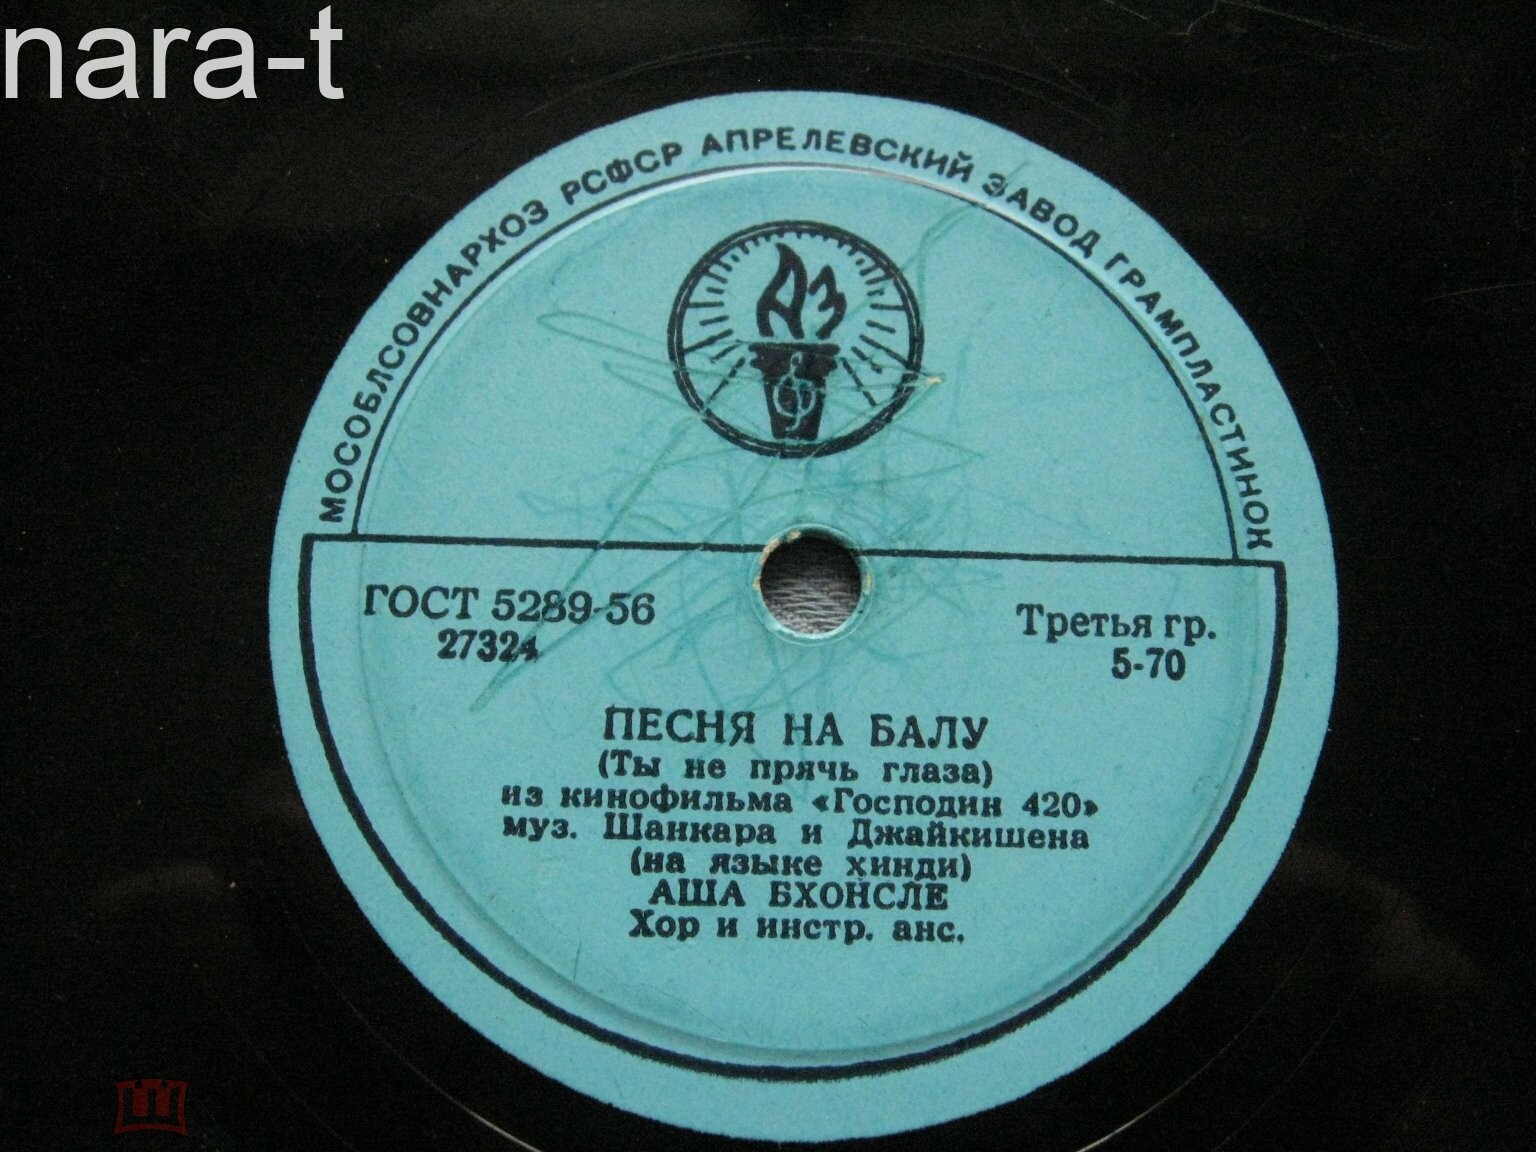 nara-t
МОСОБЛСОВНАРХОЗ РСФСР АПРЕЛЕВСКИЙ ЗАВОД ГРАМПЛАСТИНОК
АЗ
ГОСТ 5289-56
27324
Третья гр.
5-70
ПЕСНЯ НА БАЛУ
(Ты не прячь глаза)
из кинофильма «Господин 420»
муз. Шанкара и Джайкишена
(на языке хинди)
АША БХОНСЛЕ
Хор и инстр. анс.